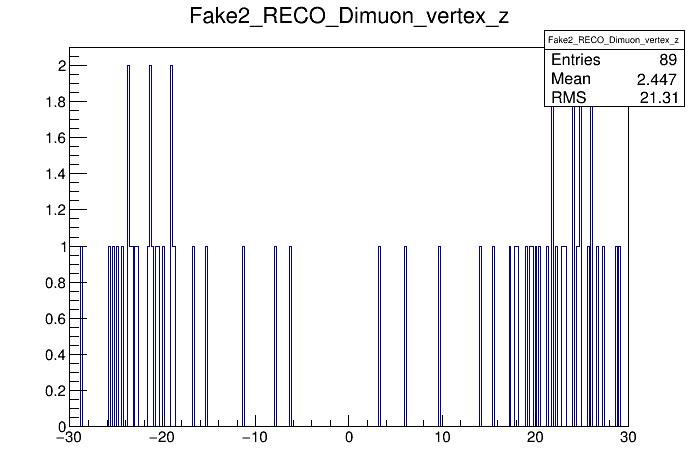 Fake2_RECO_Dimuon_vertex_z
Fake2_RECO_Dimuon_vertex_z
Entries 89
Mean 2.447
RMS 21.31
2
1.8
1.6
1.4
1.2
1
0.8
0.6
0.4
0.2
0
−30 −20 −10 0 10 20 30